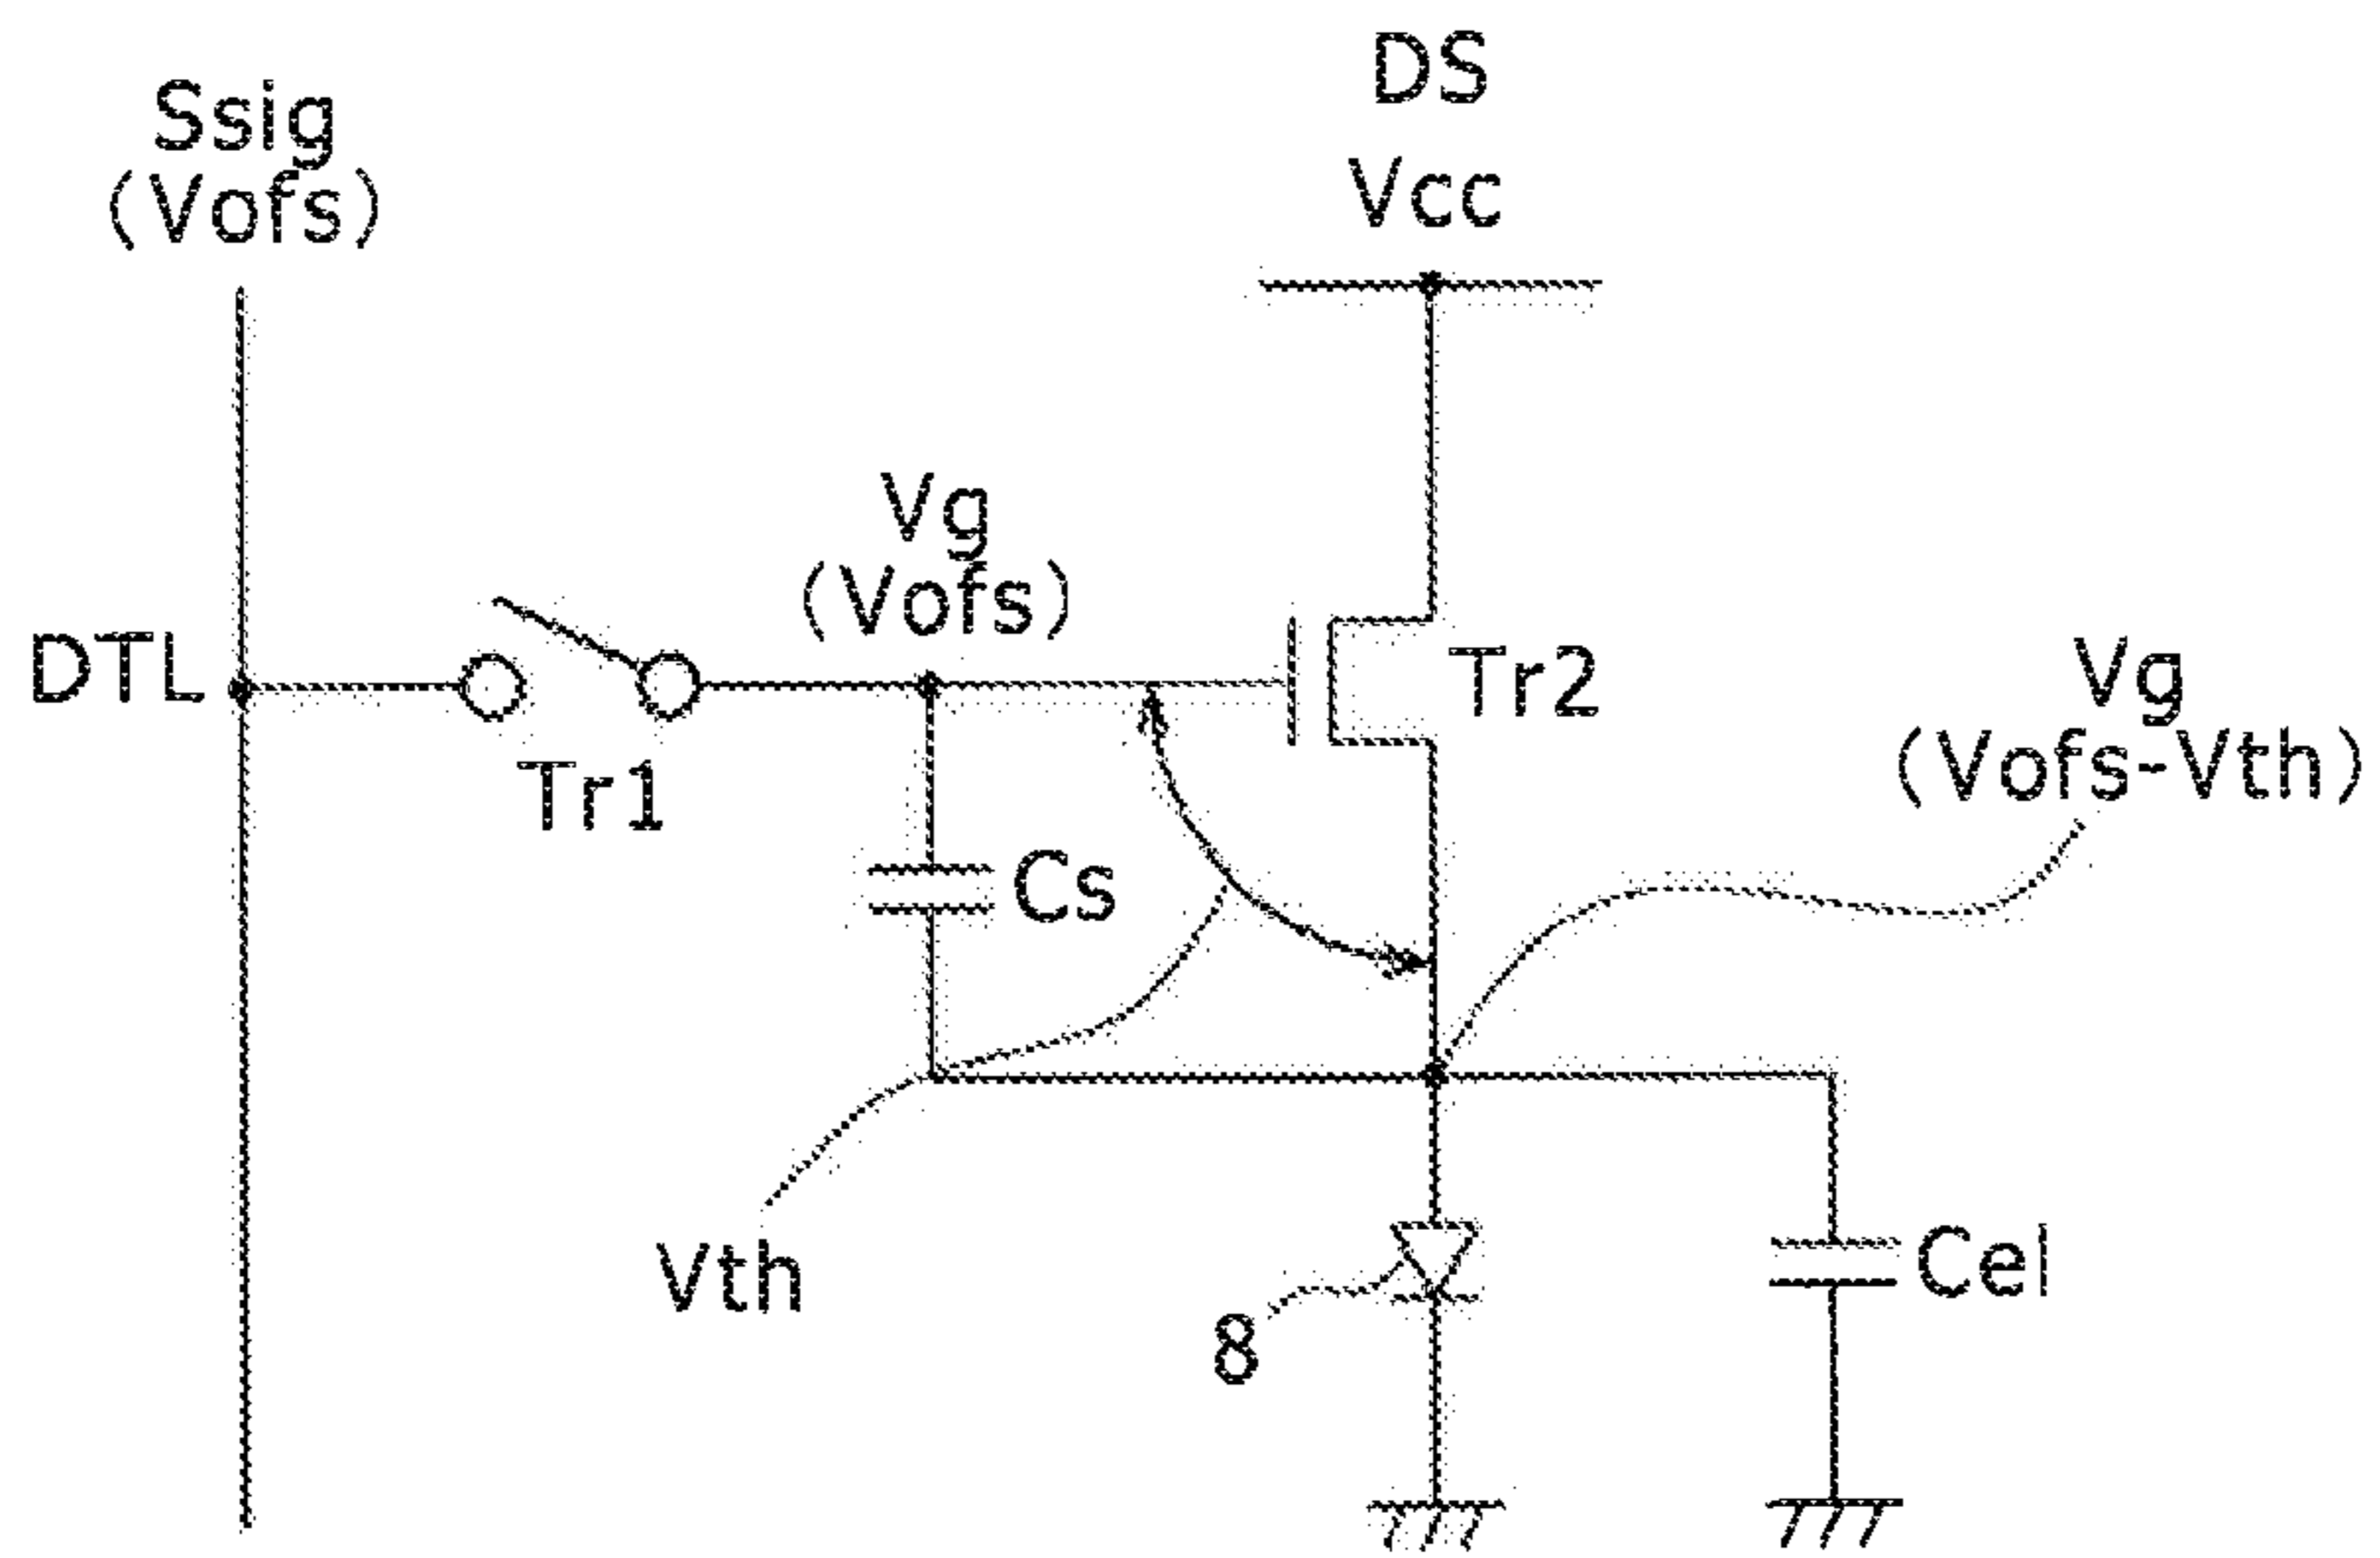 Ssig
(Vofs)
DS
Vcc
Vg
(Vofs)
DTL
Tr1
Tr2
Vg
(Vofs-Vth)
Cs
Vth
8
Cel